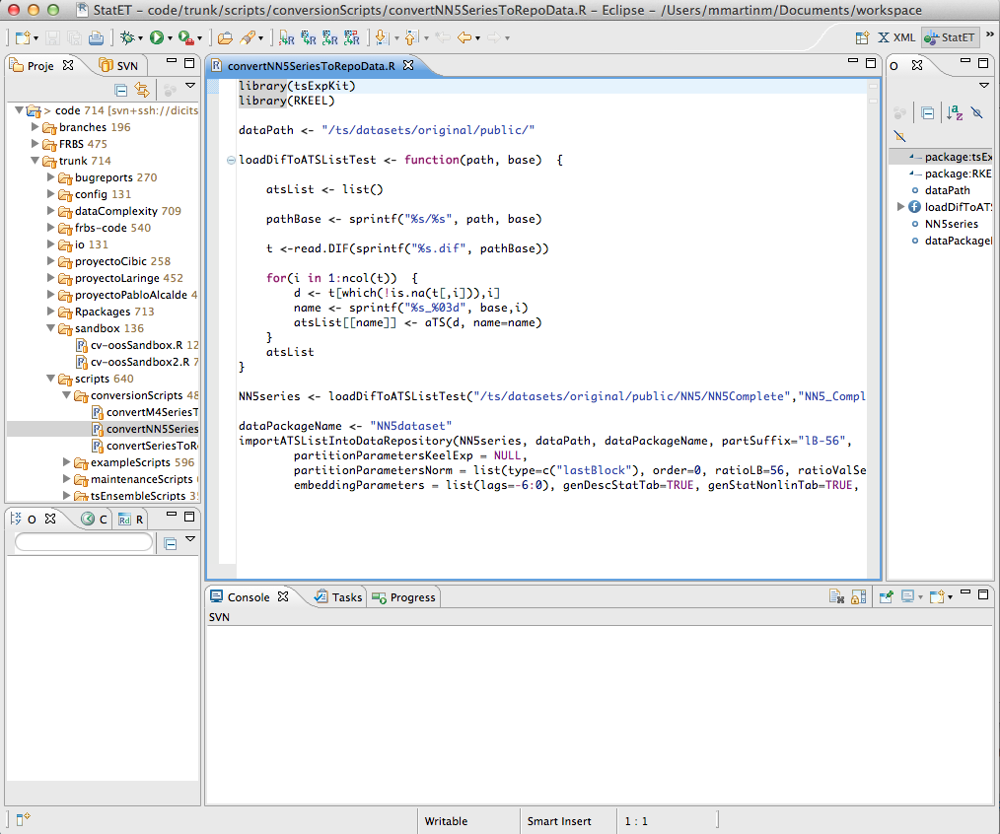 StatET - code/trunk/scripts/conversionScripts/convertNN5SeriesToRepoData.R - Eclipse - /Users/mmartinm/Documents/workspace
XML
StatET
Proje
SVN
> code 714 [svn+ssh://dicits
branches 196
FRBS 475
trunk 714
bugreports 270
config 131
dataComplexity 709
frbs-code 540
io 131
proyectoCibic 258
proyectoLaringe 452
proyectoPabloAlcalde 4
Rpackages 713
sandbox 136
cv-oosSandbox.R 12
cv-oosSandbox2.R 7
scripts 640
conversionScripts 48
convertM4SeriesT
convertNN5Series
convertSeriesToR
exampleScripts 596
maintenanceScripts
tsEnsembleScripts 3
convertNN5SeriesToRepoData.R
library(tsExpKit)
library(RKEEL)
dataPath <- "/ts/datasets/original/public/"
loadDifToATSListTest <- function(path, base)  {
atsList <- list()
pathBase <- sprintf("%s/%s", path, base)
t <-read.DIF(sprintf("%s.dif", pathBase))
for(i in 1:ncol(t))  {
d <- t[which(!is.na(t[,i])),i]
name <- sprintf("%s_%03d", base,i)
atsList[[name]] <- aTS(d, name=name)
}
atsList
}
NN5series <- loadDifToATSListTest("/ts/datasets/original/public/NN5/NN5Complete","NN5_Compl
dataPackageName <- "NN5dataset"
importATSListIntoDataRepository(NN5series, dataPath, dataPackageName, partSuffix="lB-56",
partitionParametersKeelExp = NULL,
partitionParametersNorm = list(type=c("lastBlock"), order=0, ratioLB=56, ratioValSe
embeddingParameters = list(lags=-6:0), genDescStatTab=TRUE, genStatNonlinTab=TRUE,
O
package:tsEx
package:RKE
dataPath
loadDifToATS
NN5series
dataPackageI
O
C
R
Console
Tasks
Progress
SVN
Writable
Smart Insert
1 : 1